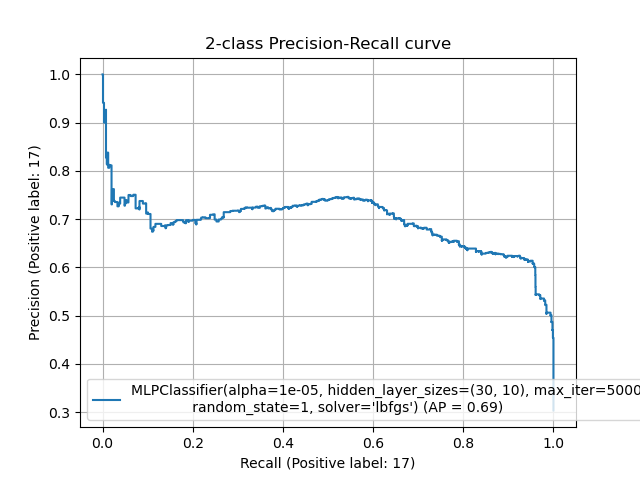 2-class Precision-Recall curve
1.0
0.9
0.8
0.7
0.6
0.5
0.4
0.3
Precision (Positive label: 17)
MLPClassifier(alpha=1e-05, hidden_layer_sizes=(30, 10), max_iter=5000
random_state=1, solver='lbfgs') (AP = 0.69)
0.0 0.2 0.4 0.6 0.8 1.0
Recall (Positive label: 17)